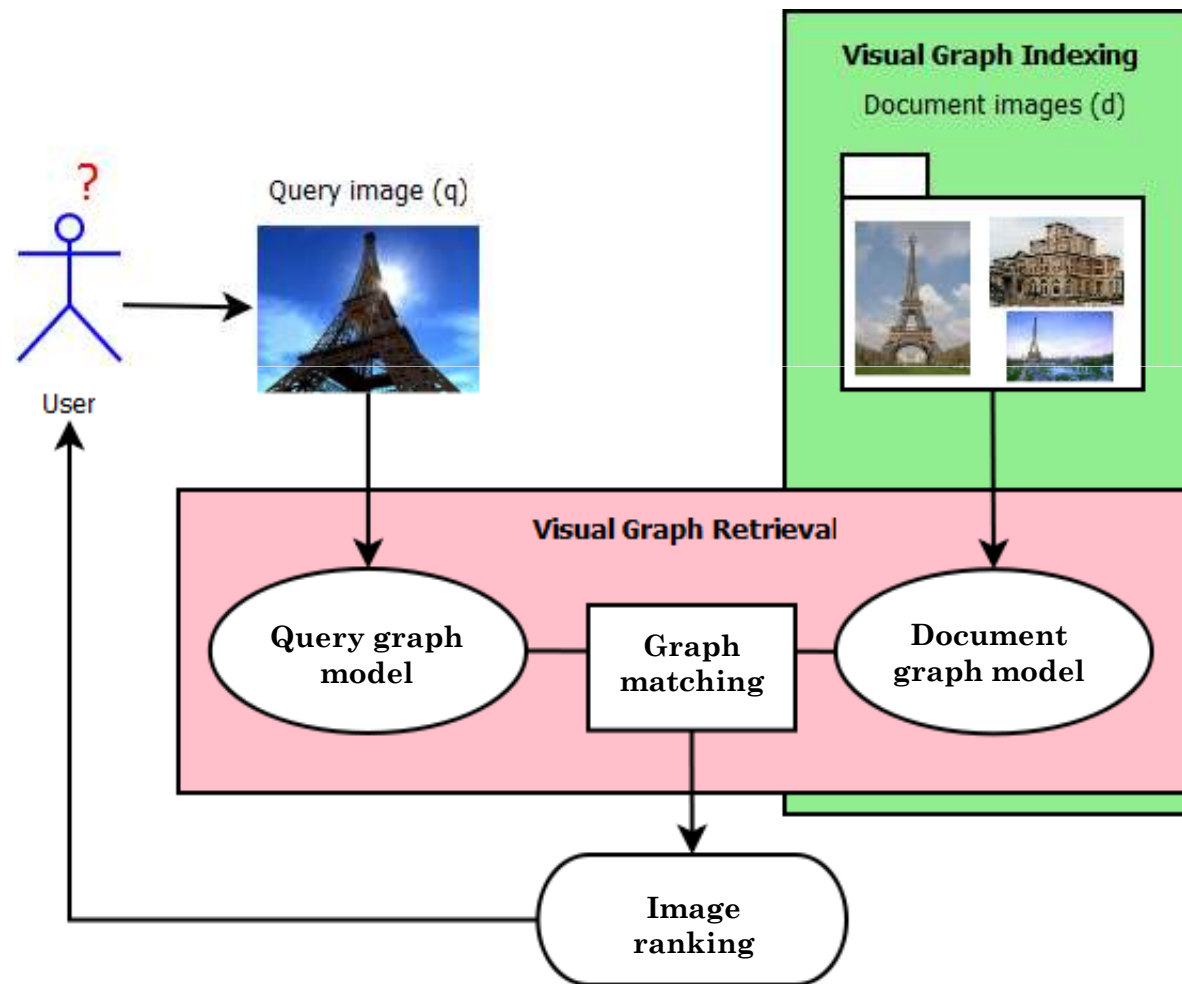 Visual Graph Indexing
Document images (d)
?
Query image (q)
User
Visual Graph Retrieval
Query graph
model
Graph
matching
Document
graph model
Image
ranking